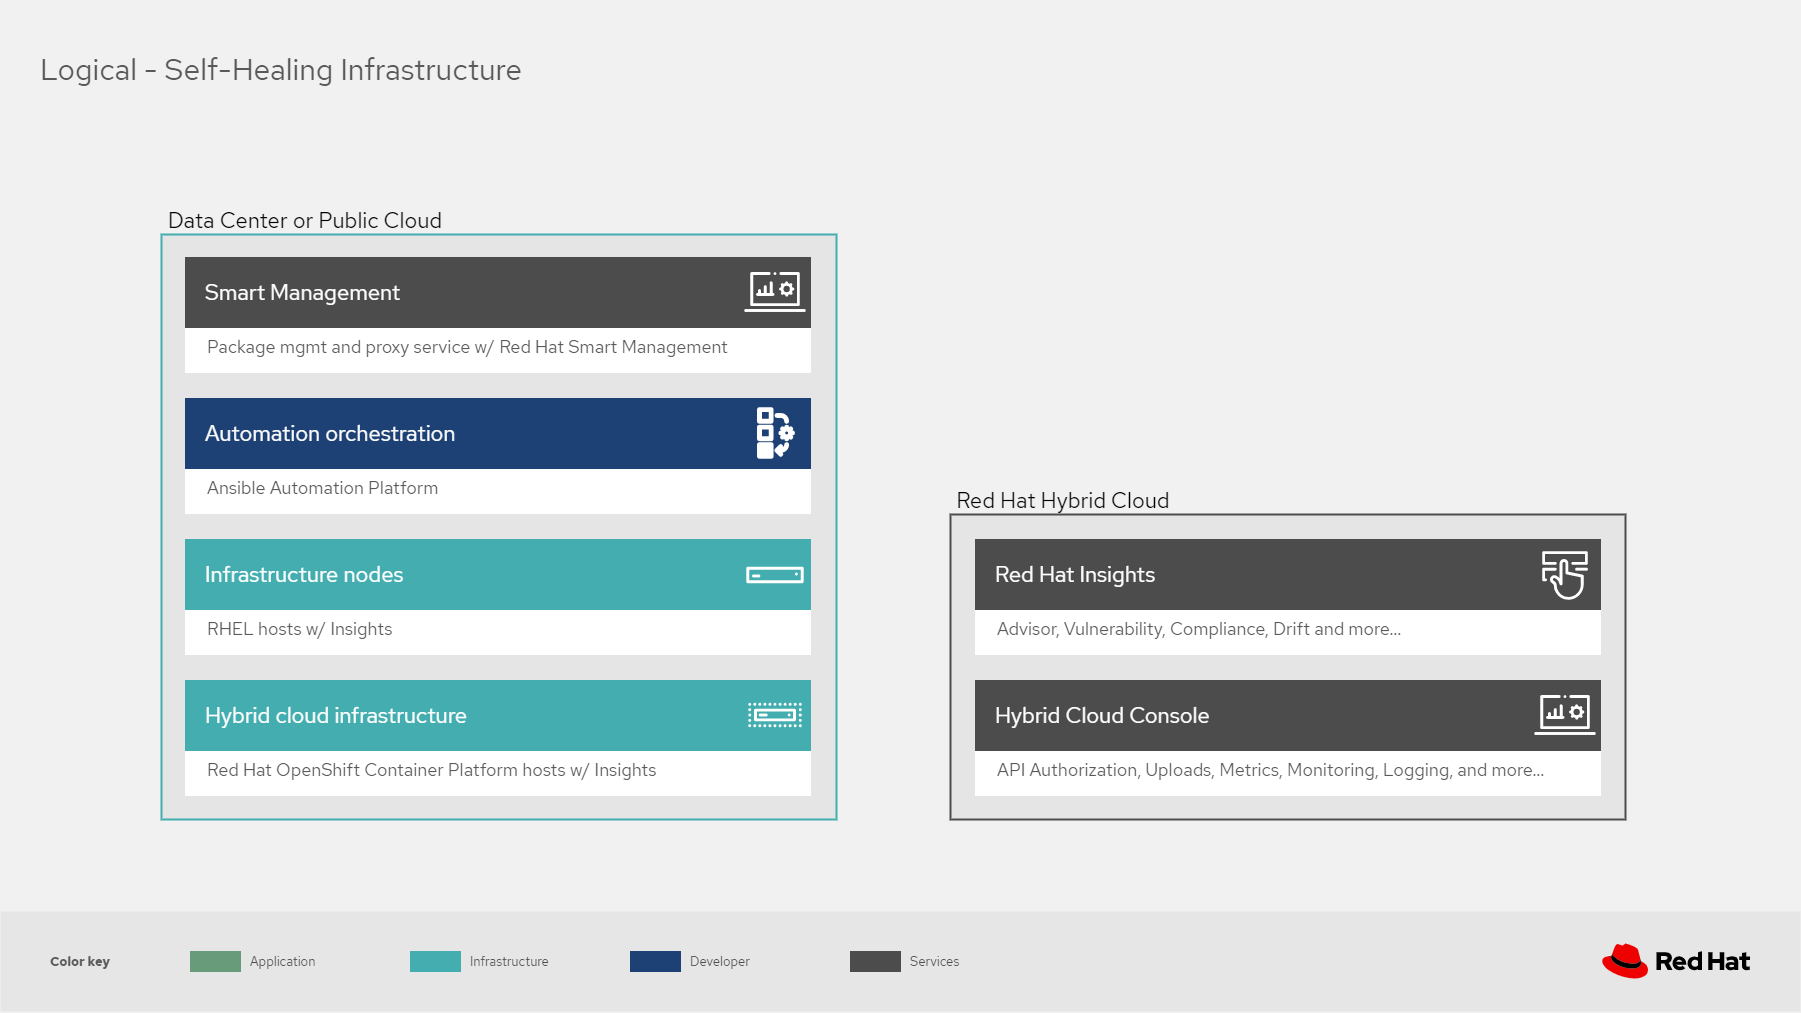 Logical - Self-Healing Infrastructure
Data Center or Public Cloud
Smart Management
Package mgmt and proxy service w/ Red Hat Smart Management
Automation orchestration
Ansible Automation Platform
Infrastructure nodes
RHEL hosts w/ Insights
Hybrid cloud infrastructure
Red Hat OpenShift Container Platform hosts w/ Insights
Red Hat Hybrid Cloud
Red Hat Insights
Advisor, Vulnerability, Compliance, Drift and more...
Hybrid Cloud Console
API Authorization, Uploads, Metrics, Monitoring, Logging, and more...
Color key
Application
Infrastructure
Developer
Services
Red Hat